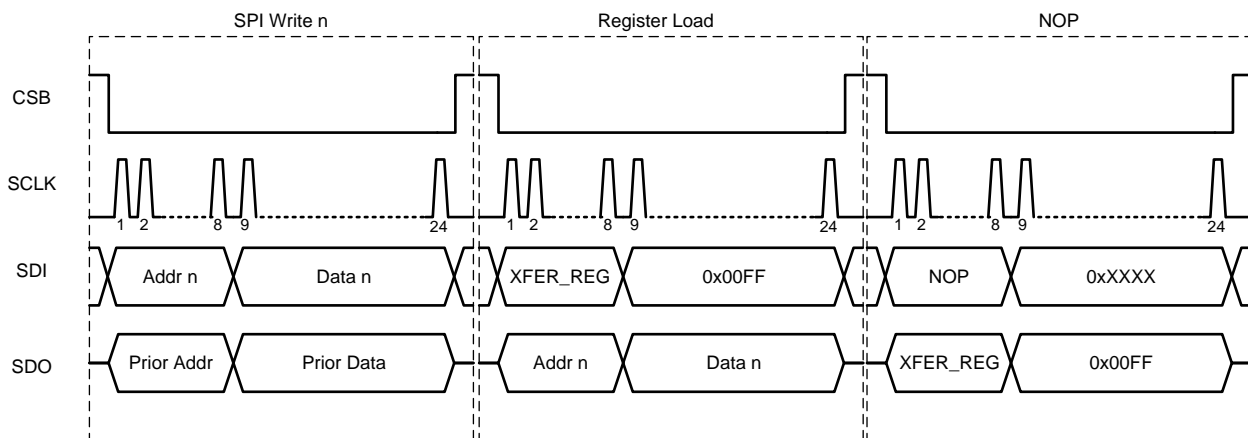 SPI Write n Register Load NOP
CSB
SCLK
1 2 8 9 24 1 2 8 9 24 1 2 8 9 24
SDI Addr n Data n XFER_REG 0x00FF NOP 0xXXXX
SDO Prior Addr Prior Data Addr n Data n XFER_REG 0x00FF